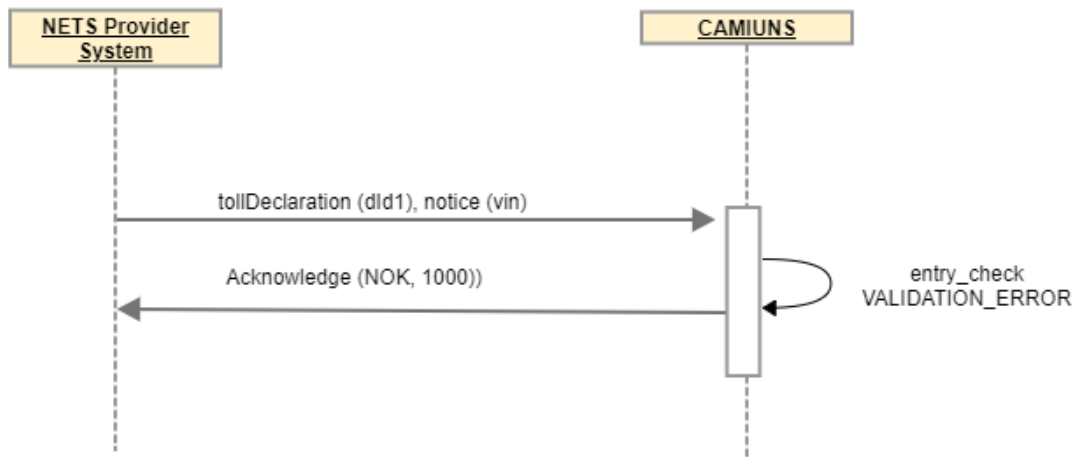 NETS Provider
System
CAMIUNS
tollDeclaration (dId1), notice (vin)
Acknowledge (NOK, 1000))
entry_check
VALIDATION_ERROR